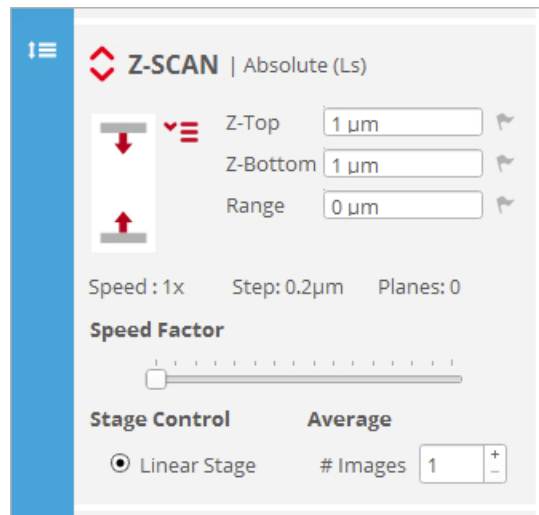 Z-SCAN | Absolute (Ls)
Z-Top 1 µm
Z-Bottom 1 µm
Range 0 µm
Speed : 1x Step: 0.2µm Planes: 0
Speed Factor
Stage Control Average
Linear Stage # Images 1 + -